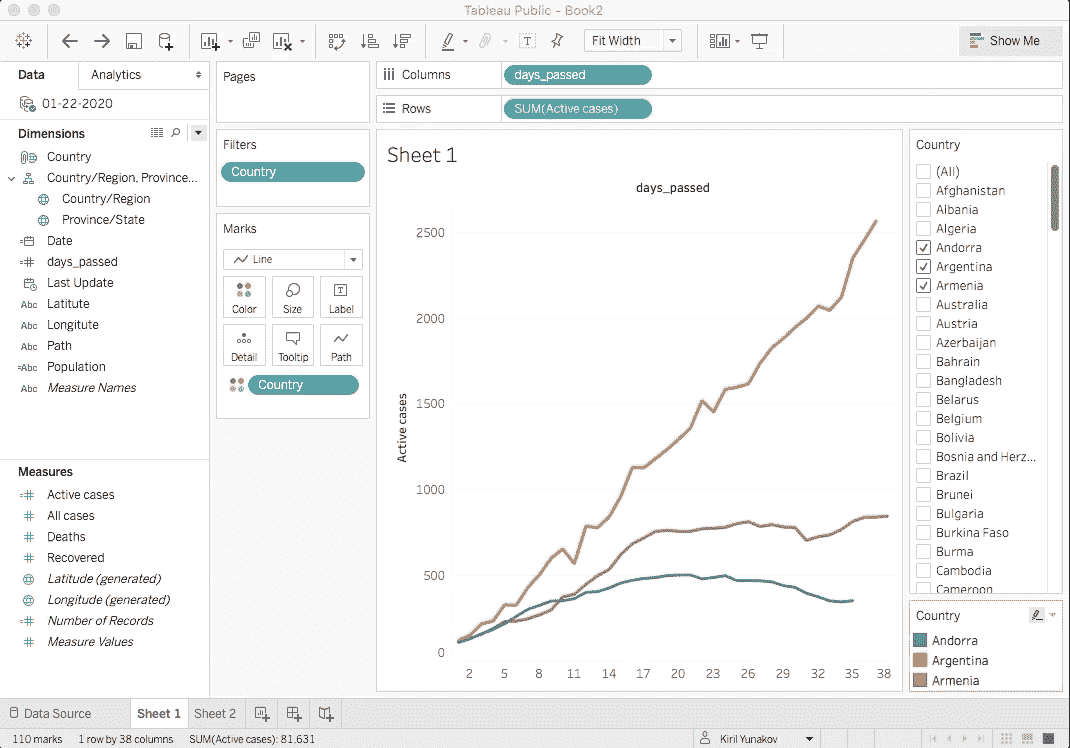 Tableau Public - Book2
Fit Width
Show Me
Data
Analytics
01-22-2020
Dimensions
Country
Country/Region, Province...
Country/Region
Province/State
Date
days_passed
Last Update
Abc Latitute
Abc Longitute
Abc Path
Abc Population
Abc Measure Names
Measures
Active cases
All cases
Deaths
Recovered
Latitude (generated)
Longitude (generated)
Number of Records
Measure Values
Pages
Filters
Country
Marks
Line
Color
Size
Label
Detail
Tooltip
Path
Country
Columns
days_passed
Rows
SUM(Active cases)
Sheet 1
days_passed
Active cases
2500
2000
1500
1000
500
0
2 5 8 11 14 17 20 23 26 29 32 35 38
Country
(All)
Afghanistan
Albania
Algeria
Andorra
Argentina
Armenia
Australia
Austria
Azerbaijan
Bahrain
Bangladesh
Belarus
Belgium
Bolivia
Bosnia and Herz...
Brazil
Brunei
Bulgaria
Burkina Faso
Burma
Cambodia
Cameroon
Country
Andorra
Argentina
Armenia
Data Source
Sheet 1
Sheet 2
110 marks
1 row by 38 columns
SUM(Active cases): 81,631
Kiril Yunakov